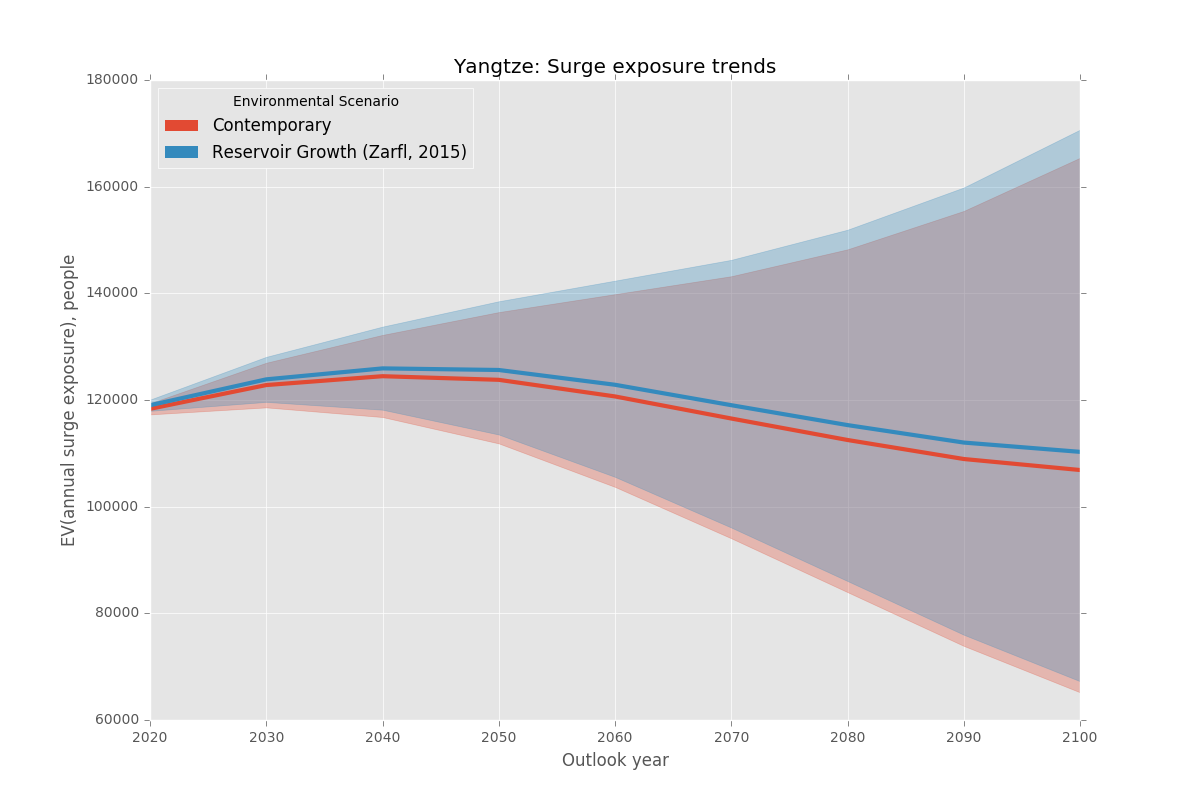 Yangtze: Surge exposure trends
Environmental Scenario
Contemporary
Reservoir Growth (Zarfl, 2015)
EV(annual surge exposure), people
180000
160000
140000
120000
100000
80000
60000
2020 2030 2040 2050 2060 2070 2080 2090 2100
Outlook year